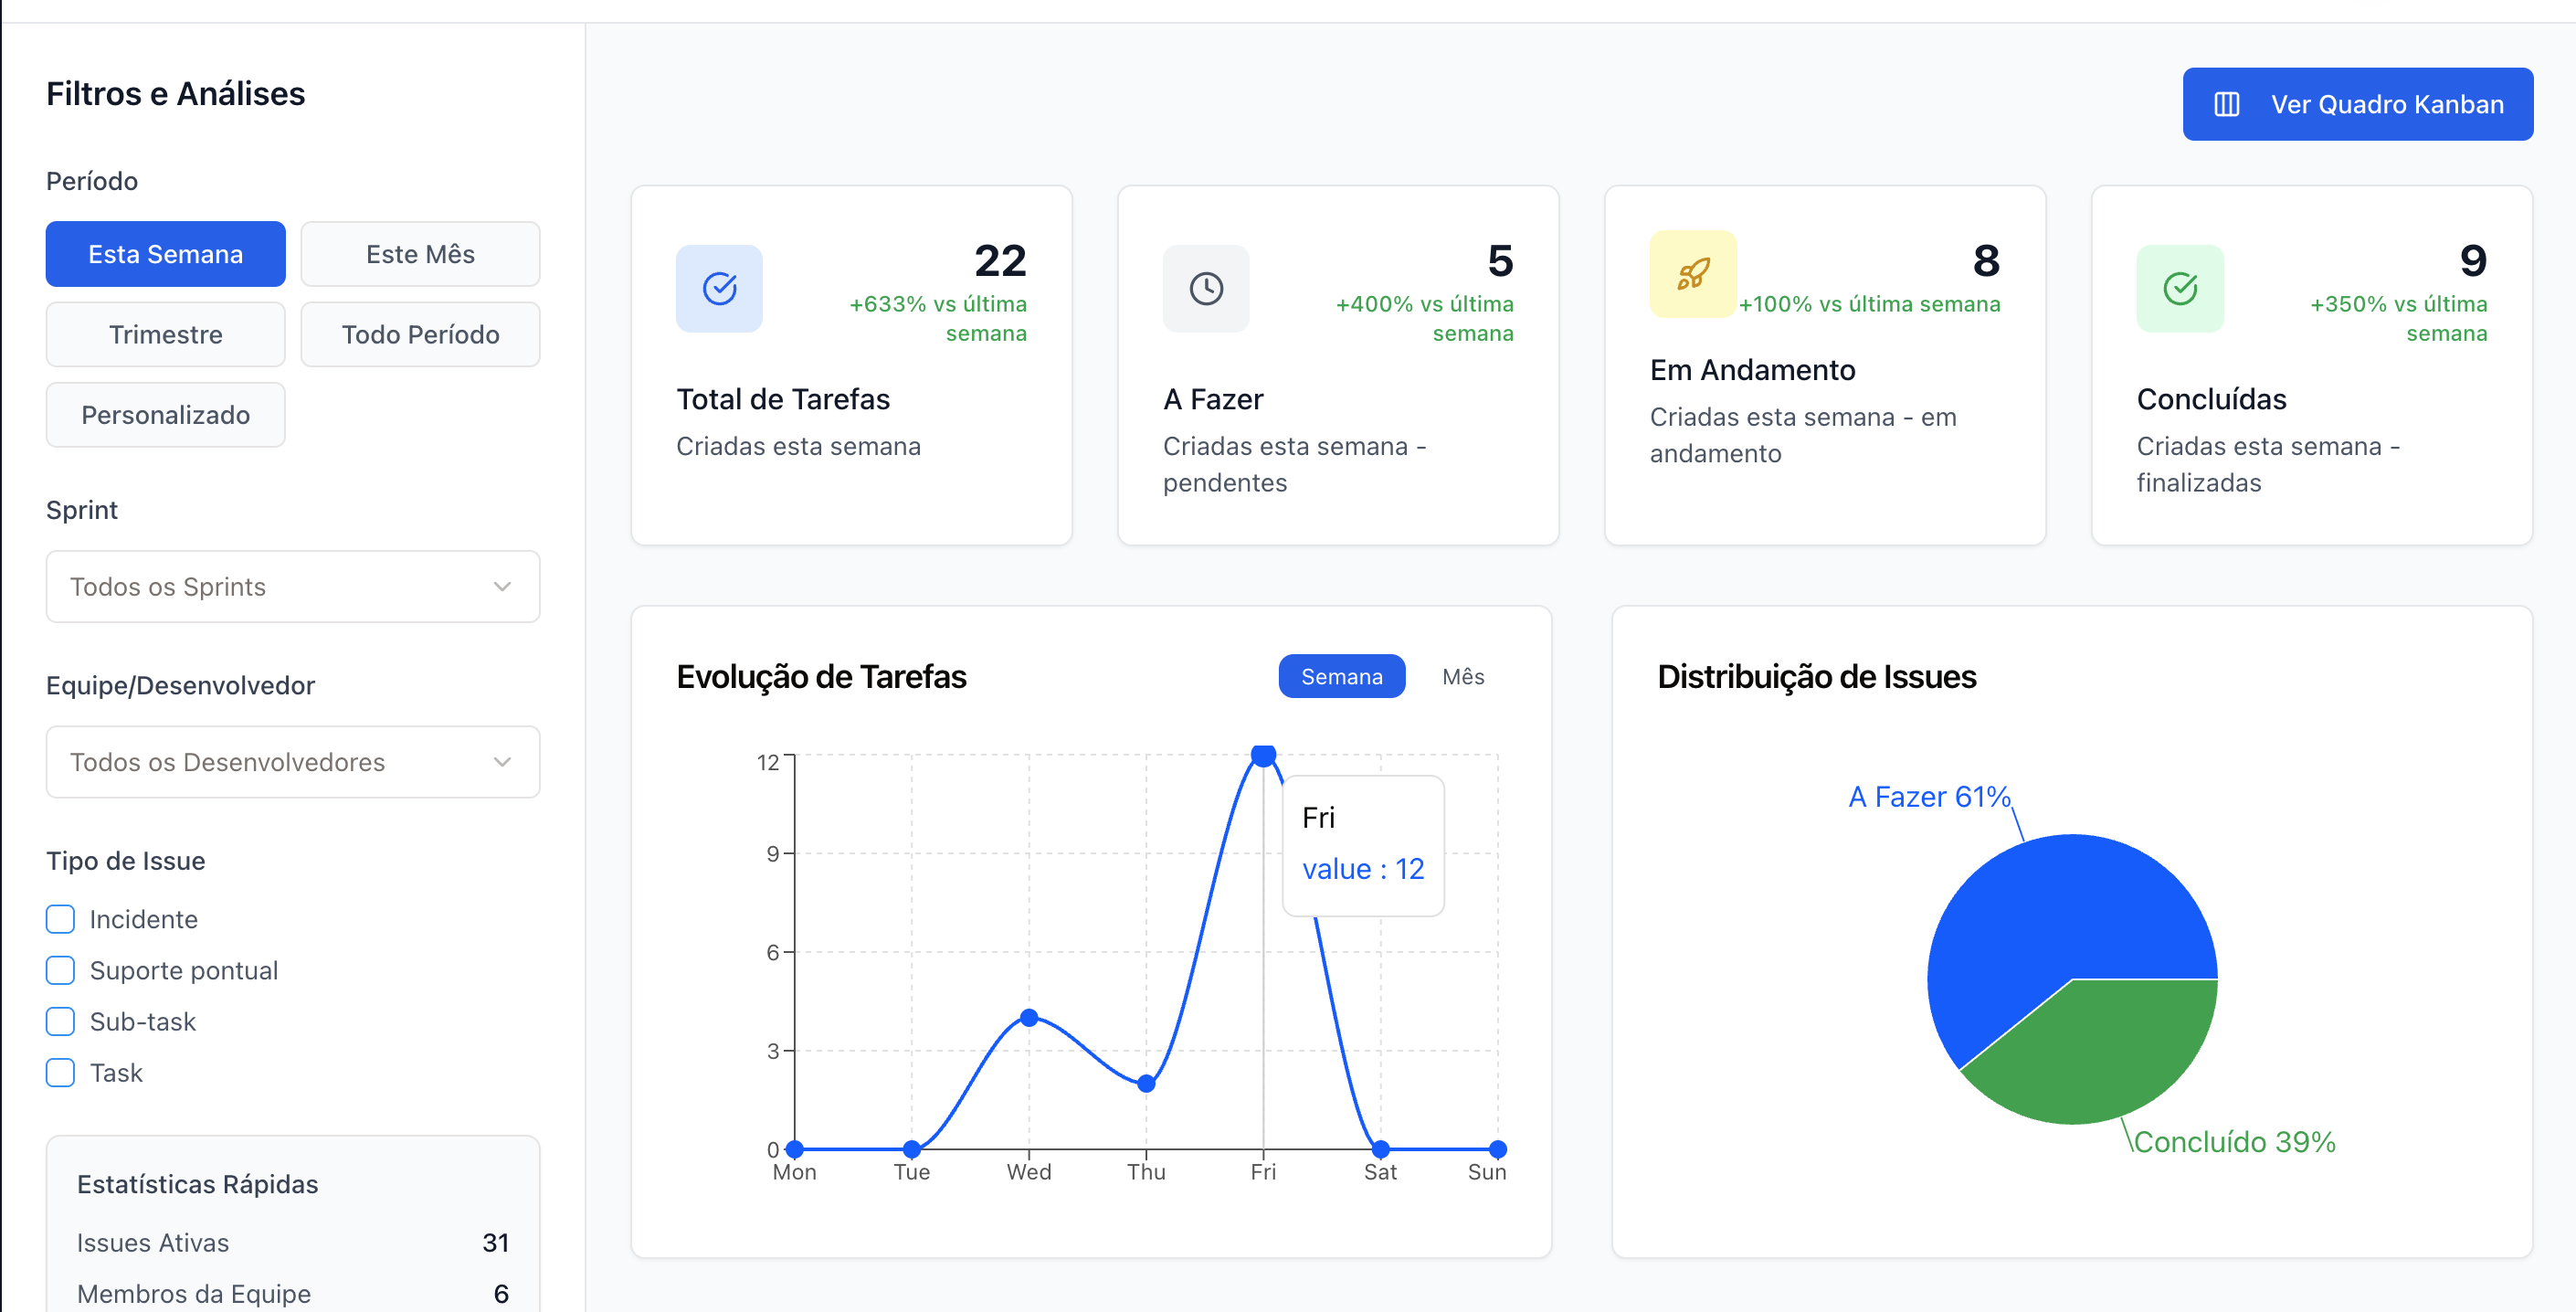 Filtros e Análises
Período
Esta Semana
Este Mês
Trimestre
Todo Período
Personalizado
Sprint
Todos os Sprints
Equipe/Desenvolvedor
Todos os Desenvolvedores
Tipo de Issue
Incidente
Suporte pontual
Sub-task
Task
Estatísticas Rápidas
Issues Ativas 31
Membros da Equipe 6
Ver Quadro Kanban
22
+633% vs última
semana
Total de Tarefas
Criadas esta semana
5
+400% vs última
semana
A Fazer
Criadas esta semana -
pendentes
8
+100% vs última semana
Em Andamento
Criadas esta semana - em
andamento
9
+350% vs última
semana
Concluídas
Criadas esta semana -
finalizadas
Evolução de Tarefas
Semana
Mês
12
9
6
3
0
Mon Tue Wed Thu Fri Sat Sun
Fri
value : 12
Distribuição de Issues
A Fazer 61%
Concluído 39%